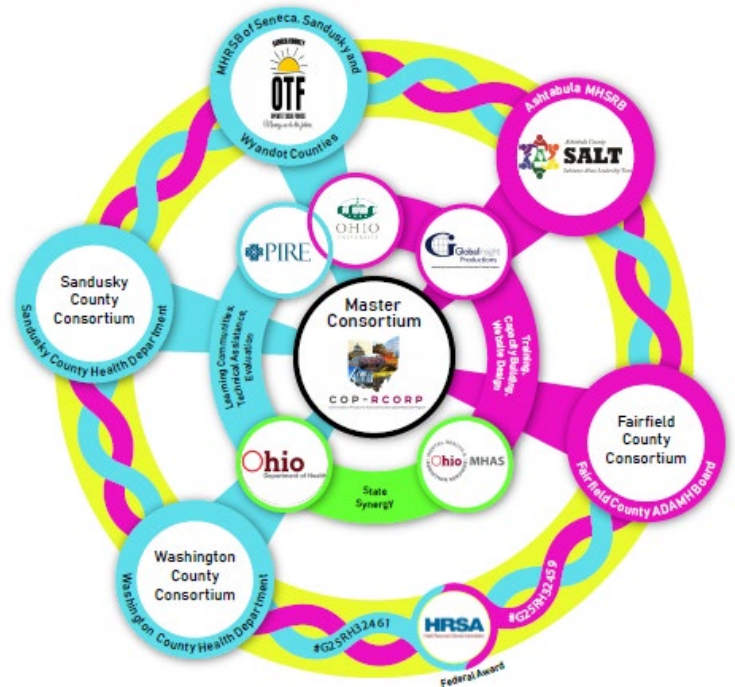 MHRSB of Seneca, Sandusky and
Wyandot Counties
OTF
Ashtabula MHSRB
Ashtabula County
SALT
Substance Abuse Leadership Team
OHIO
UNIVERSITY
PIRE
GlobalInsight
Productions
Sandusky
County
Consortium
Sandusky County Health Department
Master
Consortium
COP-RCORP
Learning Communities,
Technical Assistance,
Evaluation
Training,
Capacity Building,
Website Design
Fairfield
County
Consortium
Fairfield County ADAMH Board
Ohio
Department of Health
Ohio MHAS
State
Synergy
Washington
County
Consortium
Washington County Health Department
#G25RH32461
HRSA
#G25RH32459
Federal Award